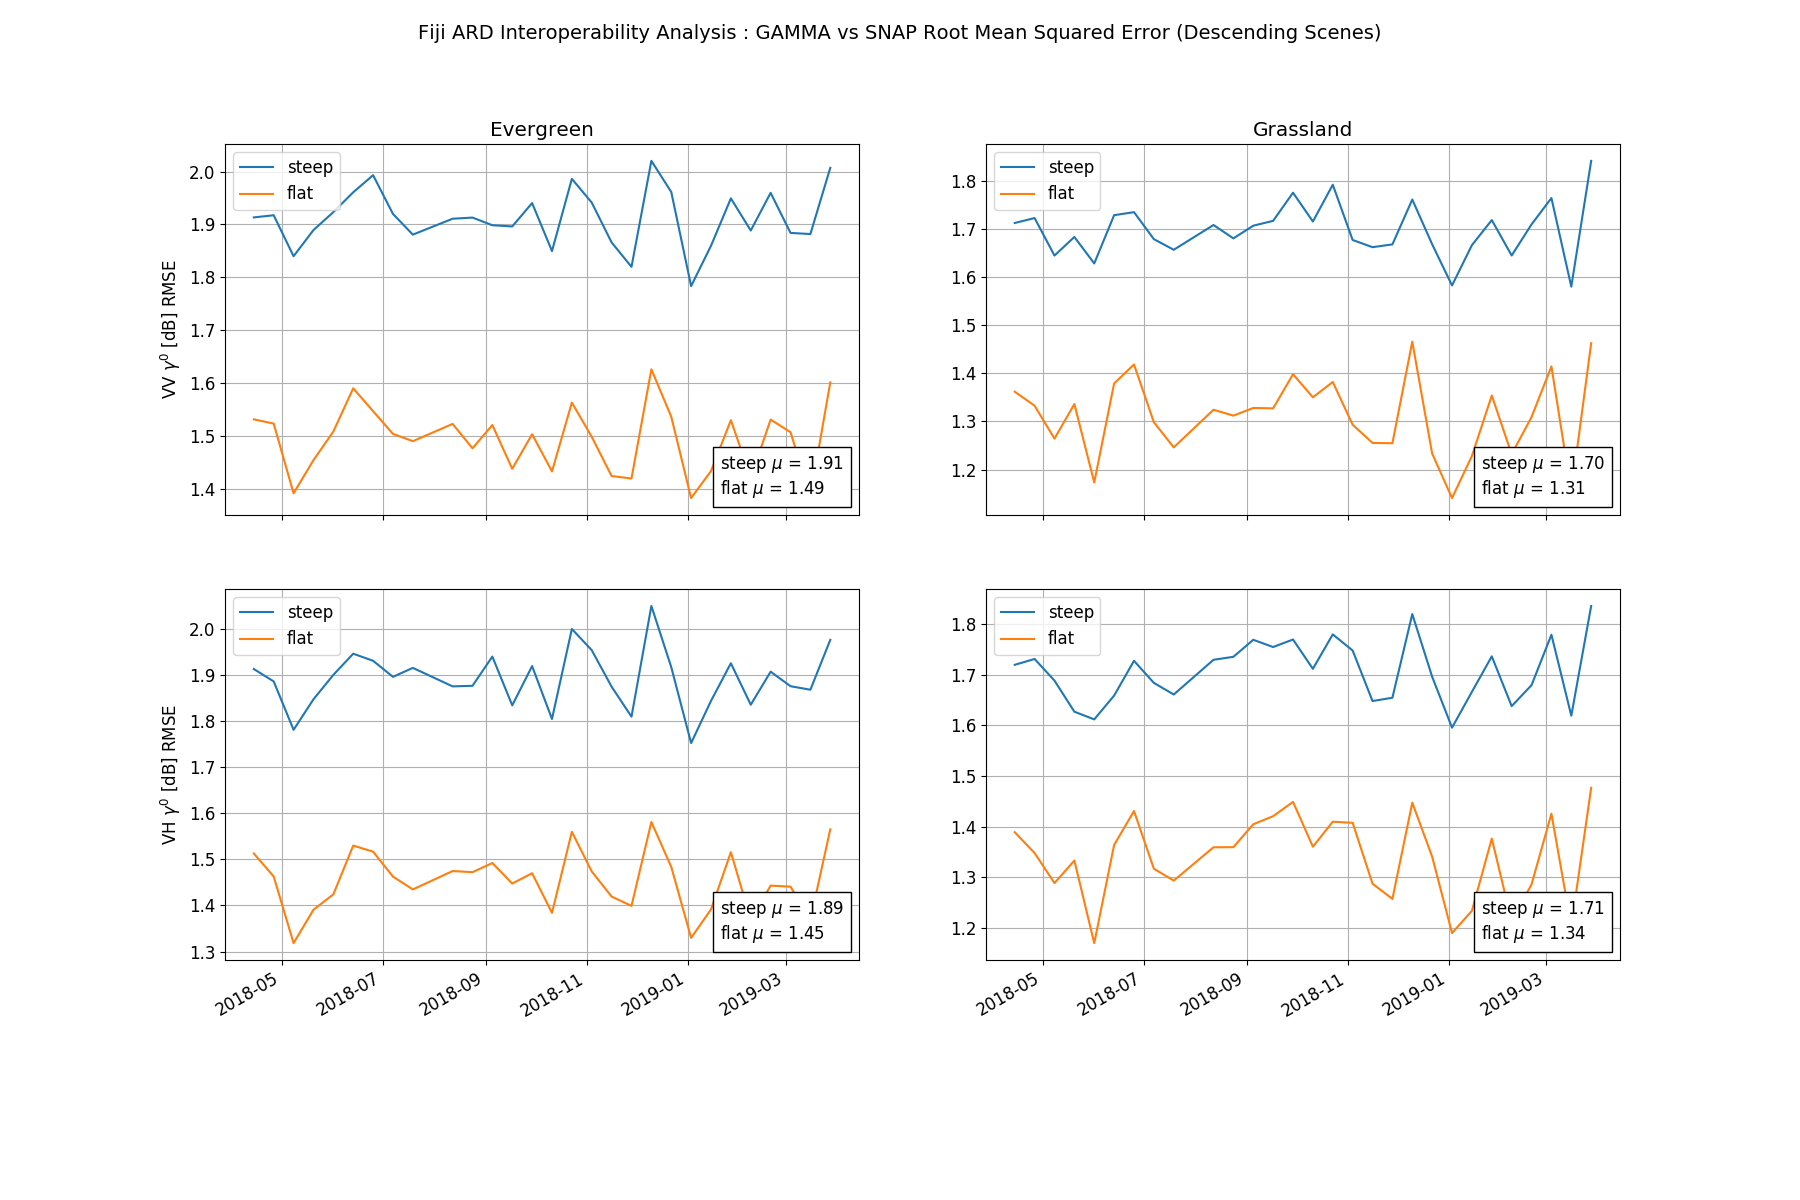 Fiji ARD Interoperability Analysis : GAMMA vs SNAP Root Mean Squared Error (Descending Scenes)
Evergreen
steep
flat
2.0
1.9
1.8
1.7
1.6
1.5
1.4
VV γ⁰ [dB] RMSE
steep μ = 1.91
flat μ = 1.49
Grassland
steep
flat
1.8
1.7
1.6
1.5
1.4
1.3
1.2
steep μ = 1.70
flat μ = 1.31
steep
flat
2.0
1.9
1.8
1.7
1.6
1.5
1.4
1.3
VH γ⁰ [dB] RMSE
steep μ = 1.89
flat μ = 1.45
2018-05 2018-07 2018-09 2018-11 2019-01 2019-03
steep
flat
1.8
1.7
1.6
1.5
1.4
1.3
1.2
steep μ = 1.71
flat μ = 1.34
2018-05 2018-07 2018-09 2018-11 2019-01 2019-03